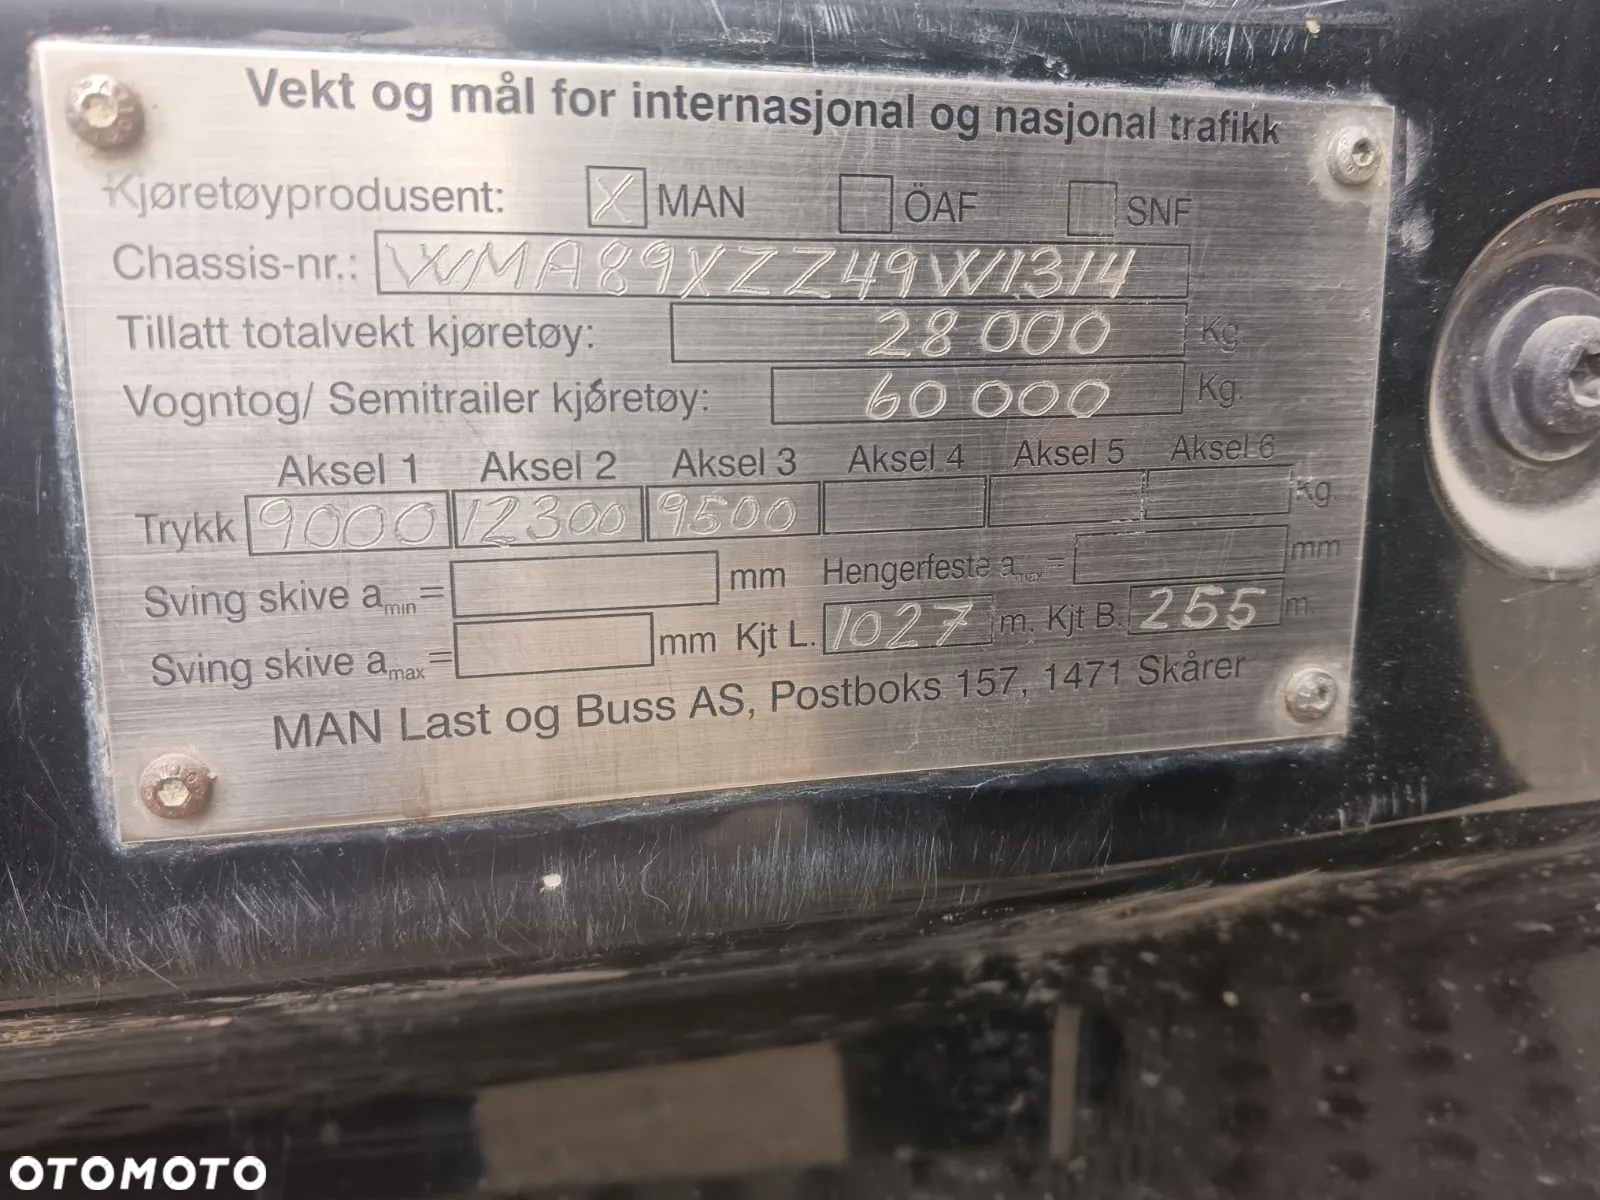 Vekt og mål for internasjonal og nasjonal trafikk
Kjøretøyprodusent: X MAN ÖAF SNF
Chassis-nr.: WMA89XZZ49W131314
Tillatt totalvekt kjøretøy: 28 000 Kg.
Vogntog/ Semitrailer kjøretøy: 60 000 Kg.
Aksel 1 Aksel 2 Aksel 3 Aksel 4 Aksel 5 Aksel 6
Trykk 9000 12300 9500 Kg.
Sving skive amin= mm Hengerfeste amax= mm
Sving skive amax= mm Kjt L. 1027 m. Kjt B. 255 m.
MAN Last og Buss AS, Postboks 157, 1471 Skårer
OTOMOTO